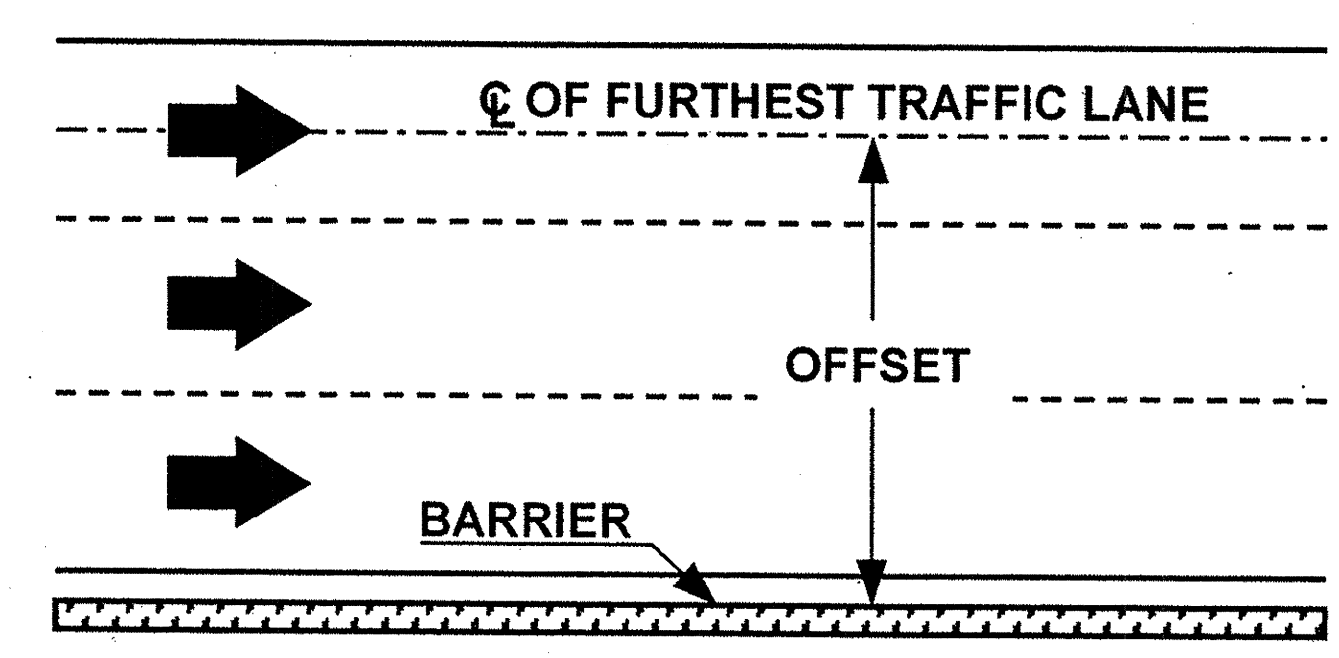 ℄ OF FURTHEST TRAFFIC LANE
OFFSET
BARRIER